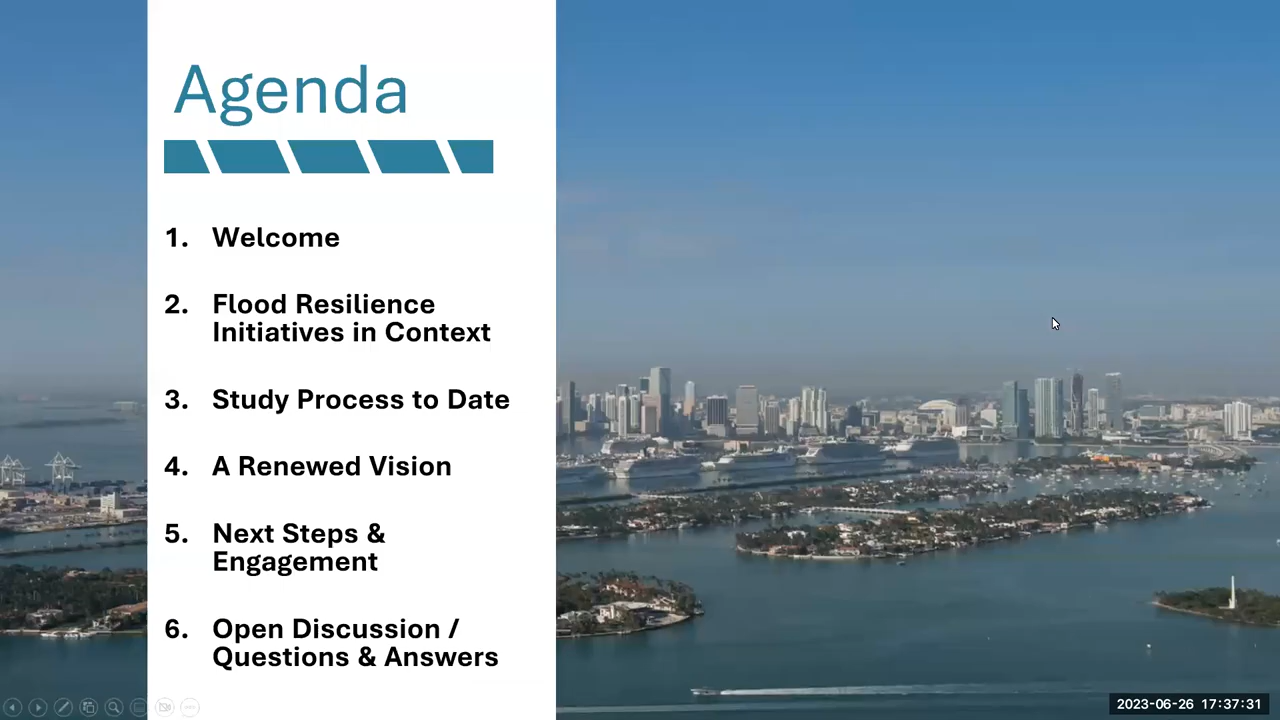 Agenda
1. Welcome
2. Flood Resilience
Initiatives in Context
3. Study Process to Date
4. A Renewed Vision
5. Next Steps &
Engagement
6. Open Discussion /
Questions & Answers
2023-06-26 17:37:31